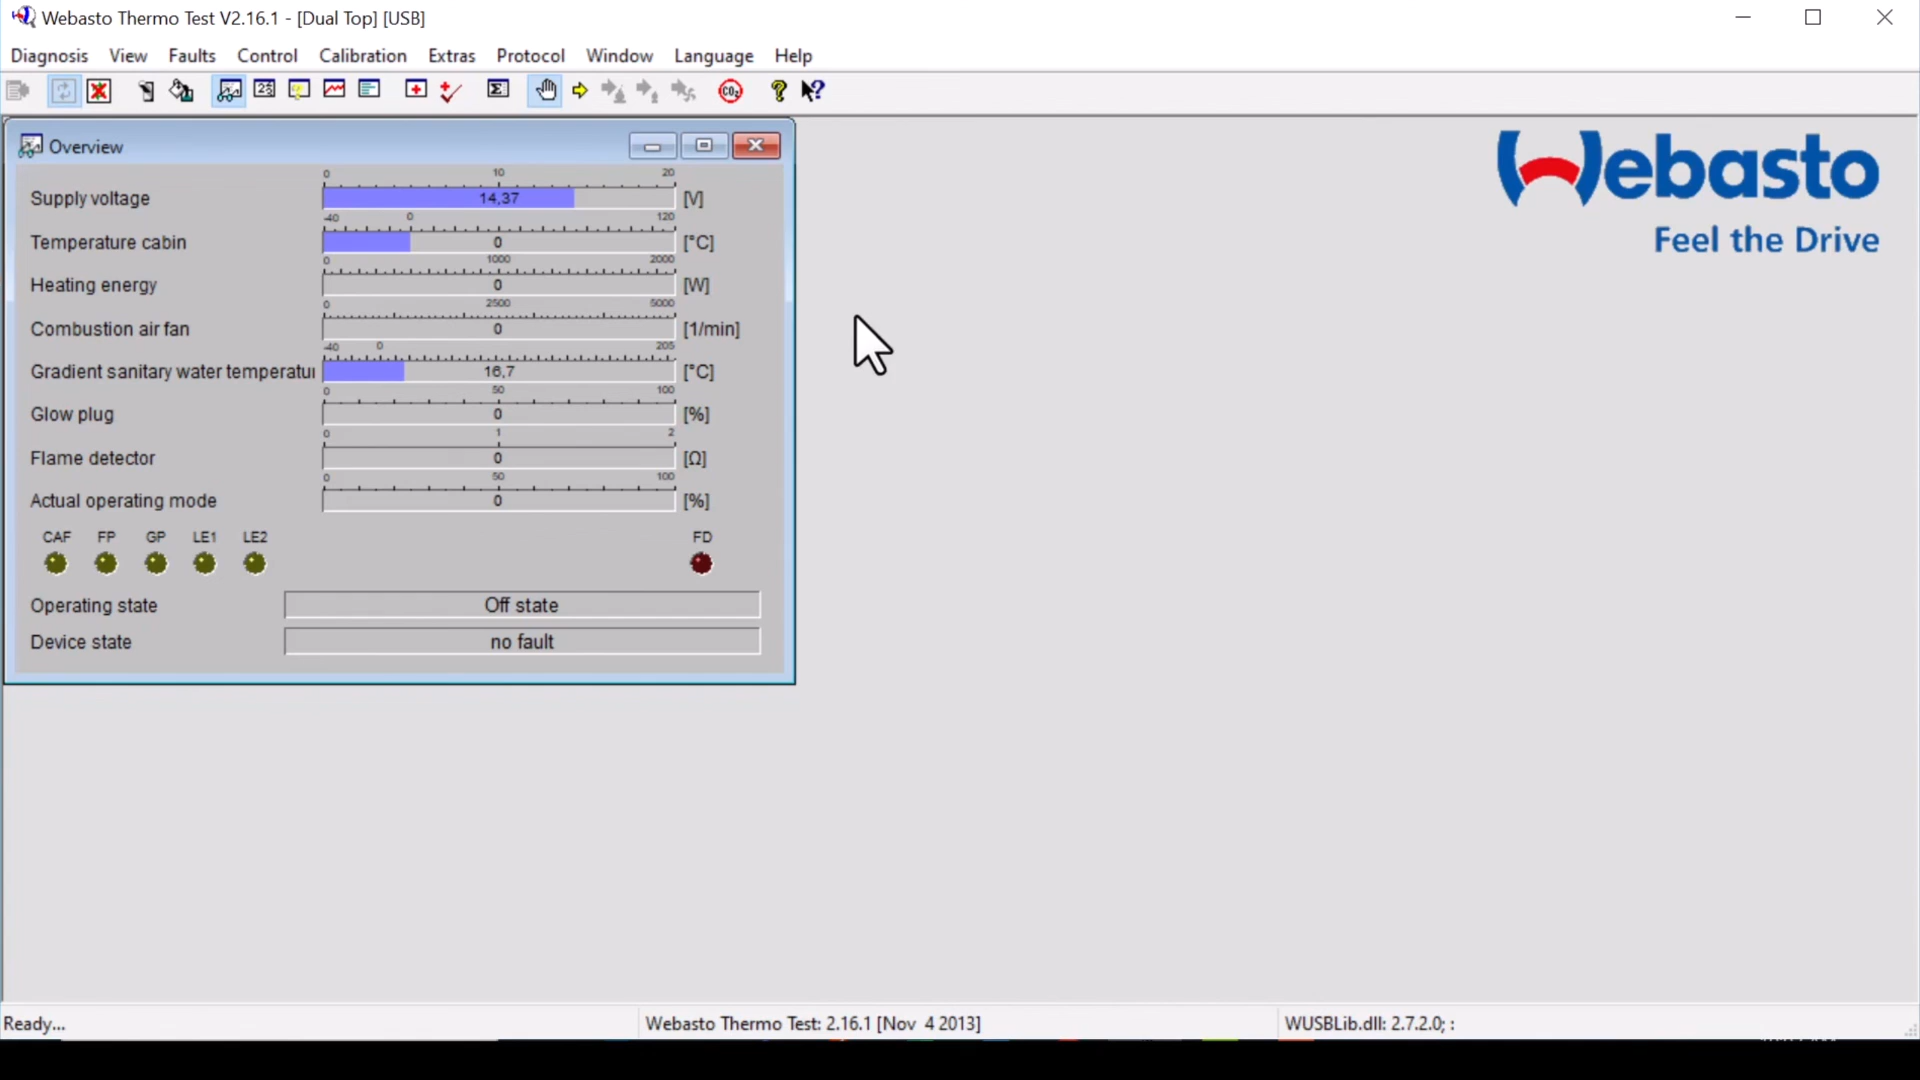 Webasto Thermo Test V2.16.1 - [Dual Top] [USB]
Diagnosis View Faults Control Calibration Extras Protocol Window Language Help
Overview
Webasto
Feel the Drive
0 10 20
Supply voltage 14,37 [V]
-40 0 120
Temperature cabin 0 [°C]
0 1000 2000
Heating energy 0 [W]
0 2500 5000
Combustion air fan 0 [1/min]
-40 0 205
Gradient sanitary water temperatur 16,7 [°C]
0 50 100
Glow plug 0 [%]
0 1 2
Flame detector 0 [Ω]
0 50 100
Actual operating mode 0 [%]
CAF FP GP LE1 LE2 FD
Operating state Off state
Device state no fault
Ready... Webasto Thermo Test: 2.16.1 [Nov 4 2013] WUSBLib.dll: 2.7.2.0; :